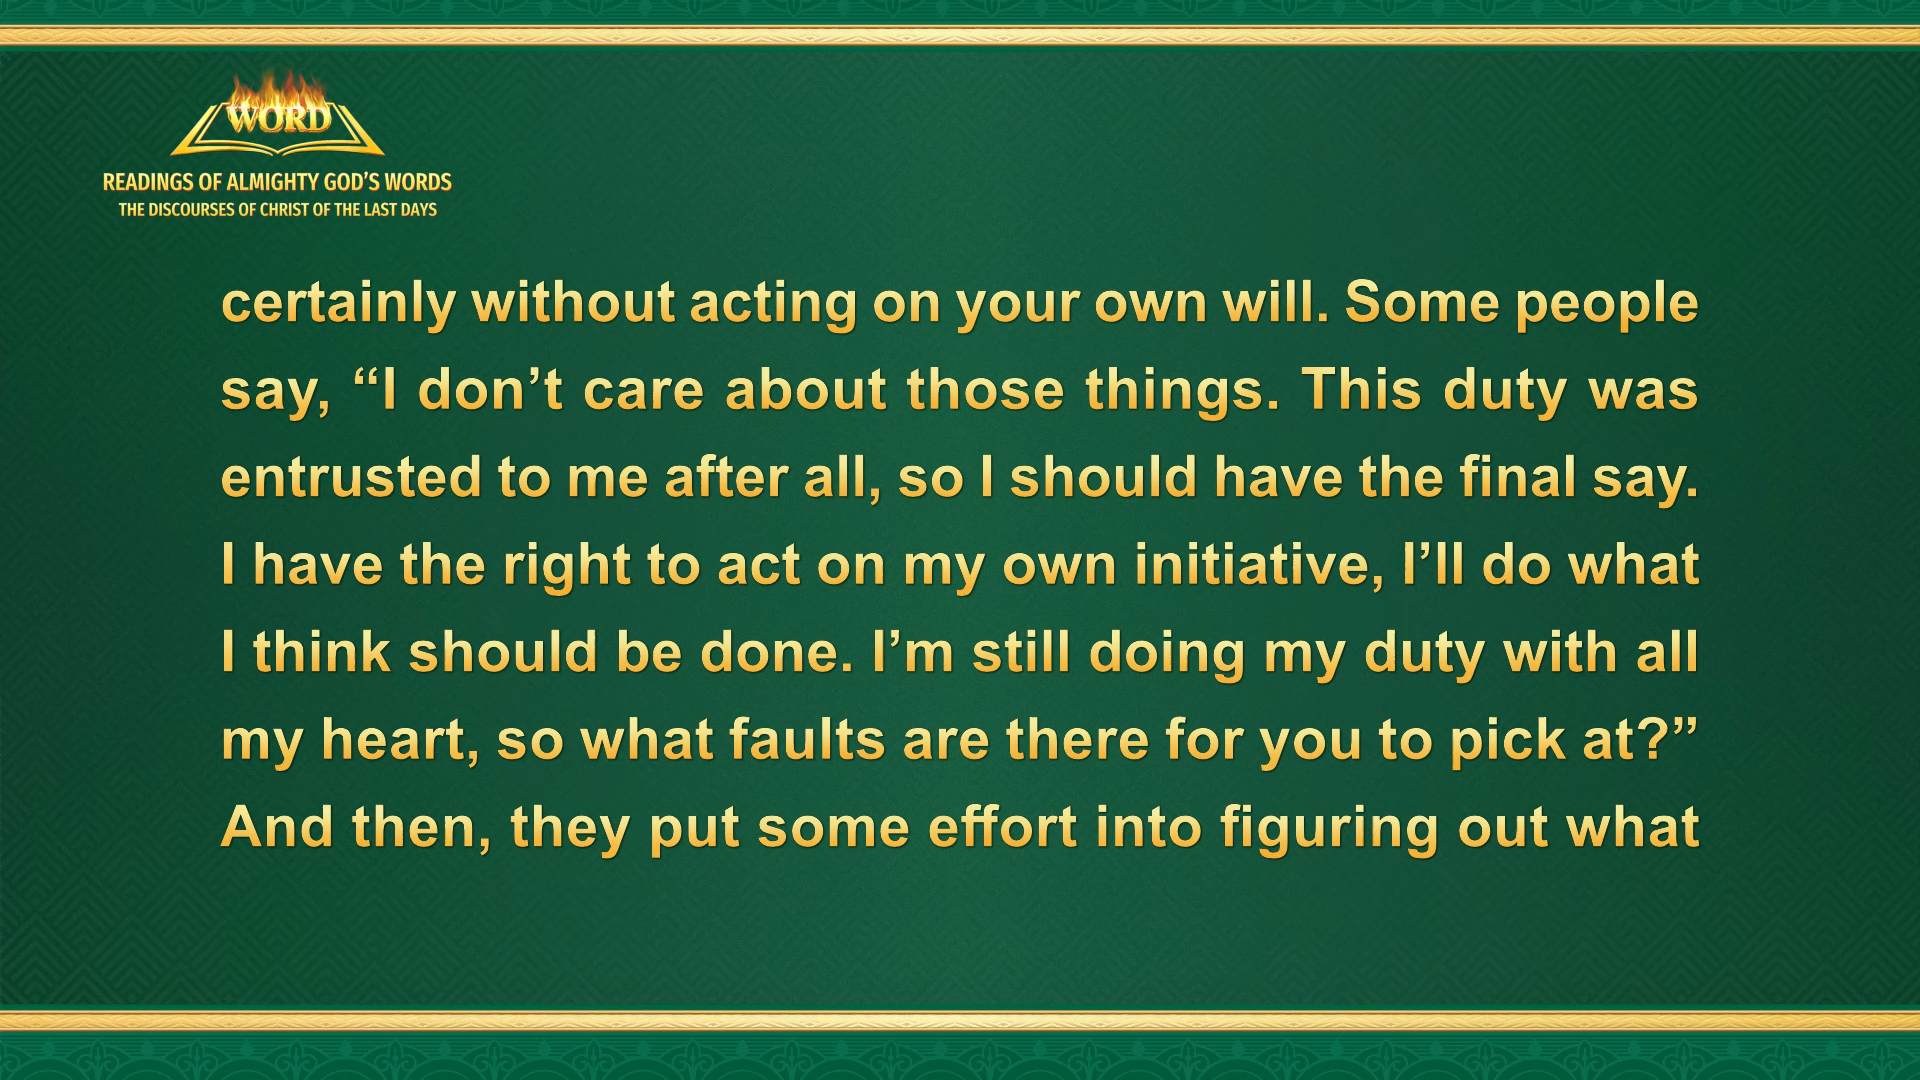 WORD
READINGS OF ALMIGHTY GOD’S WORDS
THE DISCOURSES OF CHRIST OF THE LAST DAYS
certainly without acting on your own will. Some people
say, “I don’t care about those things. This duty was
entrusted to me after all, so I should have the final say.
I have the right to act on my own initiative, I’ll do what
I think should be done. I’m still doing my duty with all
my heart, so what faults are there for you to pick at?”
And then, they put some effort into figuring out what